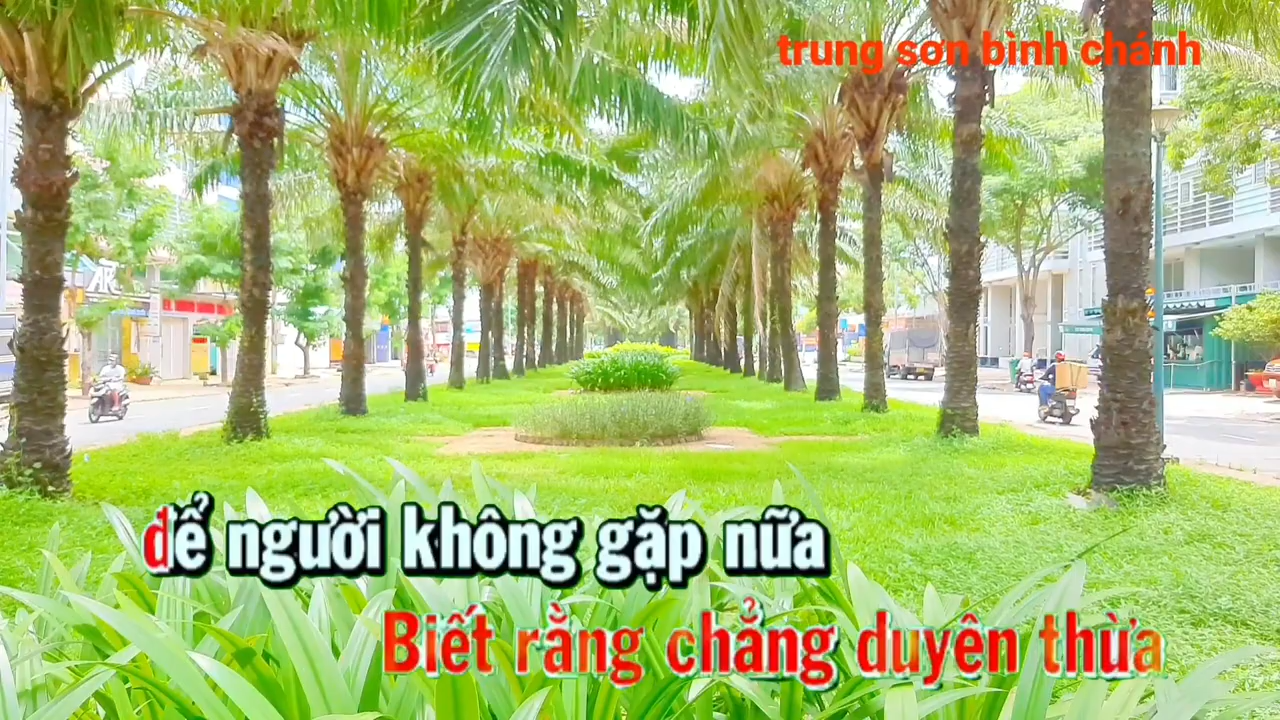 trung sơn bình chánh
để người không gặp nữa
Biết rằng chẳng duyên thừa